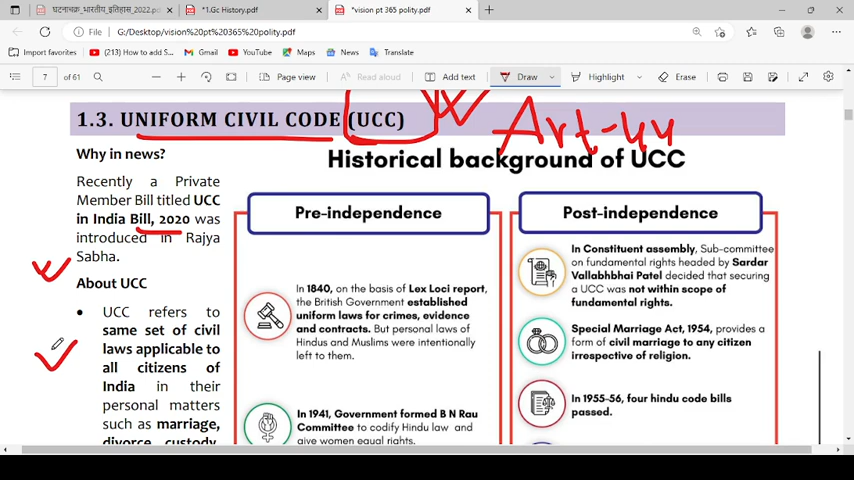 घटनाचक्र_भारतीय_इतिहास_2022.po
*1.Gc History.pdf
*vision pt 365 polity.pdf
File
G:/Desktop/vision%20pt%20365%20polity.pdf
Import favorites
(213) How to add S...
Gmail
YouTube
Maps
News
Translate
7 of 61
Page view
Read aloud
Add text
Draw
Highlight
Erase
1.3. UNIFORM CIVIL CODE (UCC)
Art-44
Why in news?
Recently a Private
Member Bill titled UCC
in India Bill, 2020 was
introduced in Rajya
Sabha.
About UCC
• UCC refers to
same set of civil
laws applicable to
all citizens of
India in their
personal matters
such as marriage,
divorce custody,
Historical background of UCC
Pre-independence
In 1840, on the basis of Lex Loci report,
the British Government established
uniform laws for crimes, evidence
and contracts. But personal laws of
Hindus and Muslims were intentionally
left to them.
In 1941, Government formed B N Rau
Committee to codify Hindu law and
give women equal rights.
Post-independence
In Constituent assembly, Sub-committee
on fundamental rights headed by Sardar
Vallabhbhai Patel decided that securing
a UCC was not within scope of
fundamental rights.
Special Marriage Act, 1954, provides a
form of civil marriage to any citizen
irrespective of religion.
In 1955-56, four hindu code bills
passed.